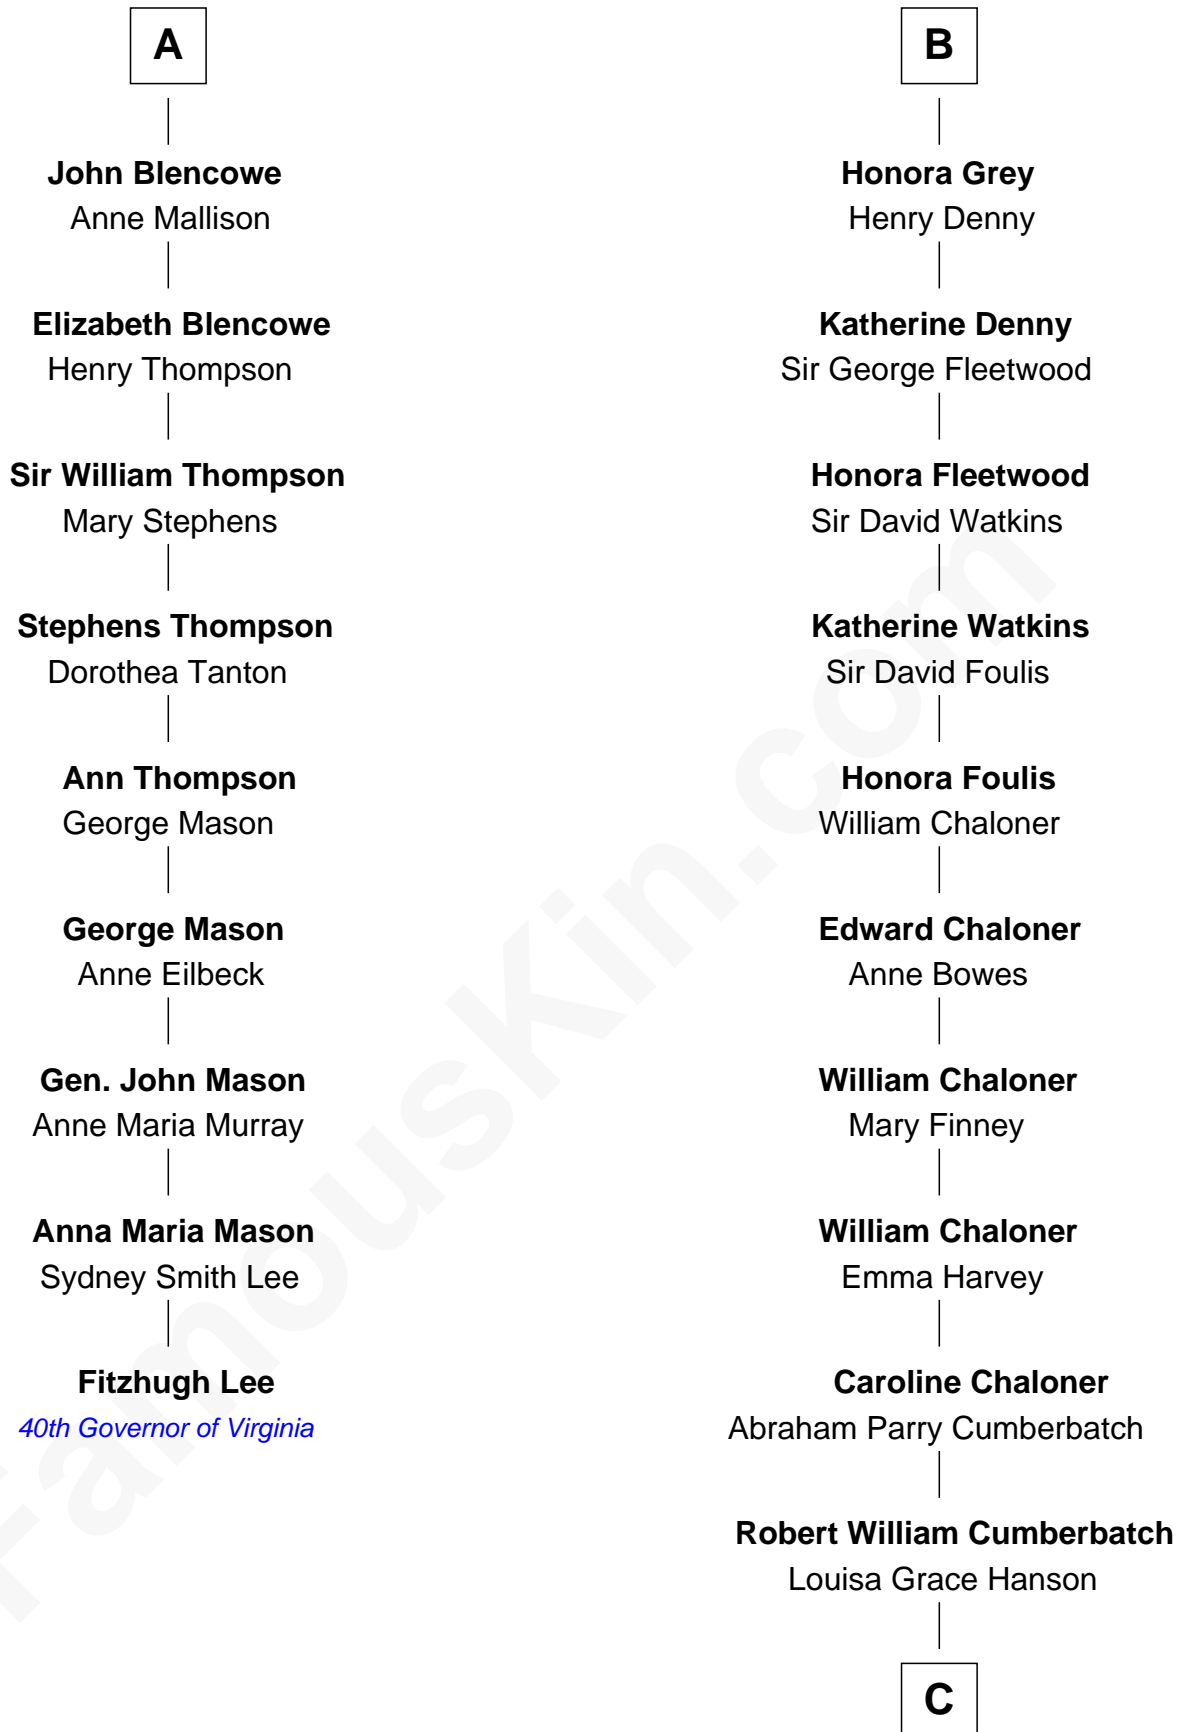 A
John Blencowe
Anne Mallison
Elizabeth Blencowe
Henry Thompson
Sir William Thompson
Mary Stephens
Stephens Thompson
Dorothea Tanton
Ann Thompson
George Mason
George Mason
Anne Eilbeck
Gen. John Mason
Anne Maria Murray
Anna Maria Mason
Sydney Smith Lee
Fitzhugh Lee
40th Governor of Virginia
B
Honora Grey
Henry Denny
Katherine Denny
Sir George Fleetwood
Honora Fleetwood
Sir David Watkins
Katherine Watkins
Sir David Foulis
Honora Foulis
William Chaloner
Edward Chaloner
Anne Bowes
William Chaloner
Mary Finney
William Chaloner
Emma Harvey
Caroline Chaloner
Abraham Parry Cumberbatch
Robert William Cumberbatch
Louisa Grace Hanson
C
FamousKin.com